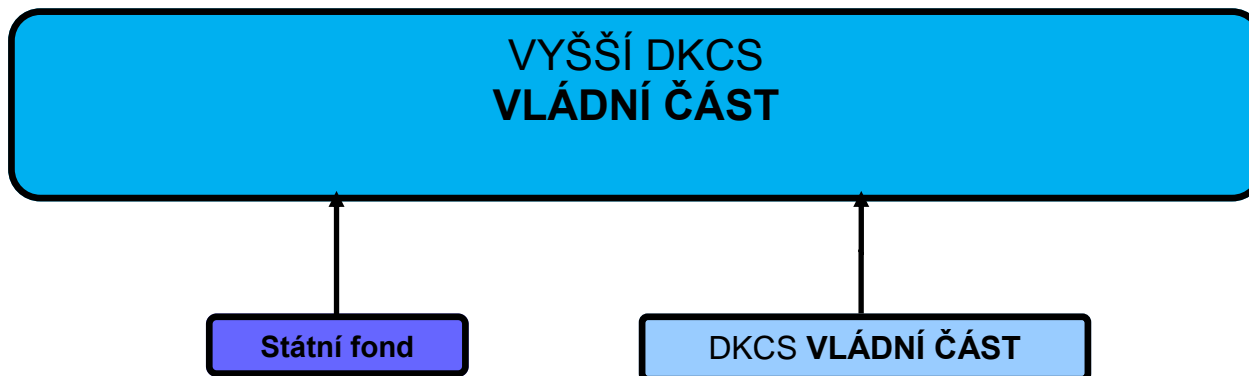 VYŠŠÍ DKCS
VLÁDNÍ ČÁST
Státní fond
DKCS VLÁDNÍ ČÁST